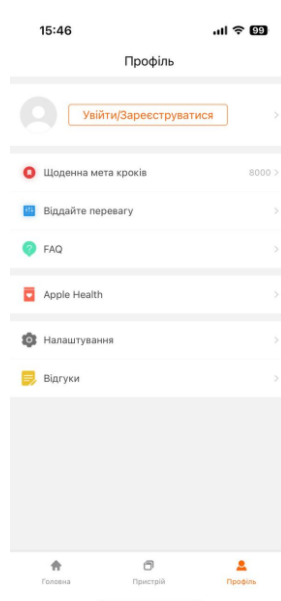 15:46
99
Профіль
Увійти/Зареєструватися
Щоденна мета кроків 8000
Віддайте перевагу
FAQ
Apple Health
Налаштування
Відгуки
Головна Пристрій Профіль